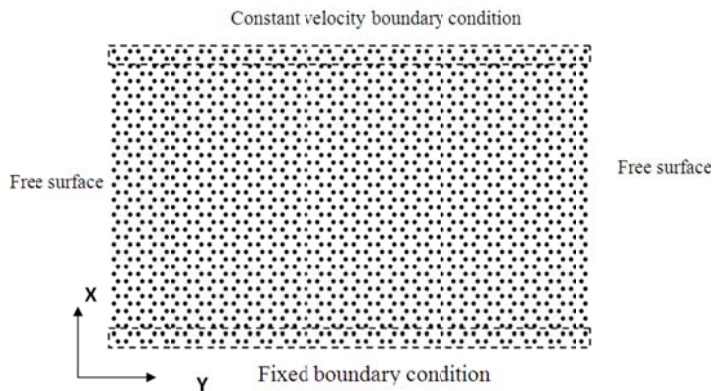 Constant velocity boundary condition
Free surface
Free surface
X
Y
Fixed boundary condition